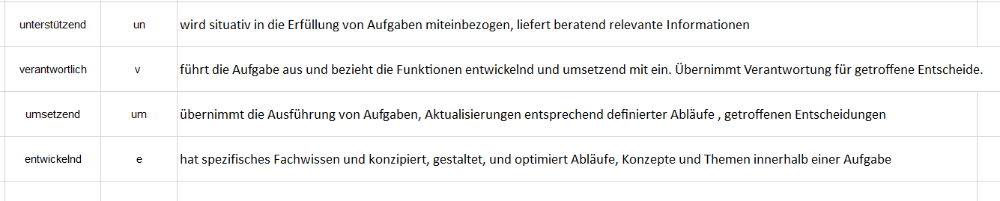 unterstützend un wird situativ in die Erfüllung von Aufgaben miteinbezogen, liefert beratend relevante Informationen
verantwortlich v führt die Aufgabe aus und bezieht die Funktionen entwickelnd und umsetzend mit ein. Übernimmt Verantwortung für getroffene Entscheide.
umsetzend um übernimmt die Ausführung von Aufgaben, Aktualisierungen entsprechend definierter Abläufe , getroffenen Entscheidungen
entwickelnd e hat spezifisches Fachwissen und konzipiert, gestaltet, und optimiert Abläufe, Konzepte und Themen innerhalb einer Aufgabe